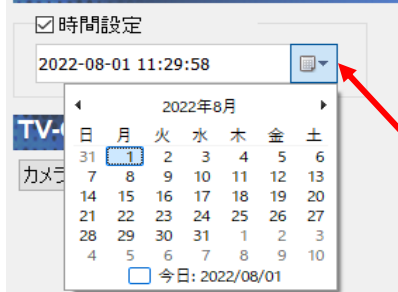 時間設定
2022-08-01 11:29:58
2022年8月
TV-
日 月 火 水 木 金 土
31 1 2 3 4 5 6
カメラ
7 8 9 10 11 12 13
14 15 16 17 18 19 20
21 22 23 24 25 26 27
28 29 30 31 1 2 3
4 5 6 7 8 9 10
今日: 2022/08/01